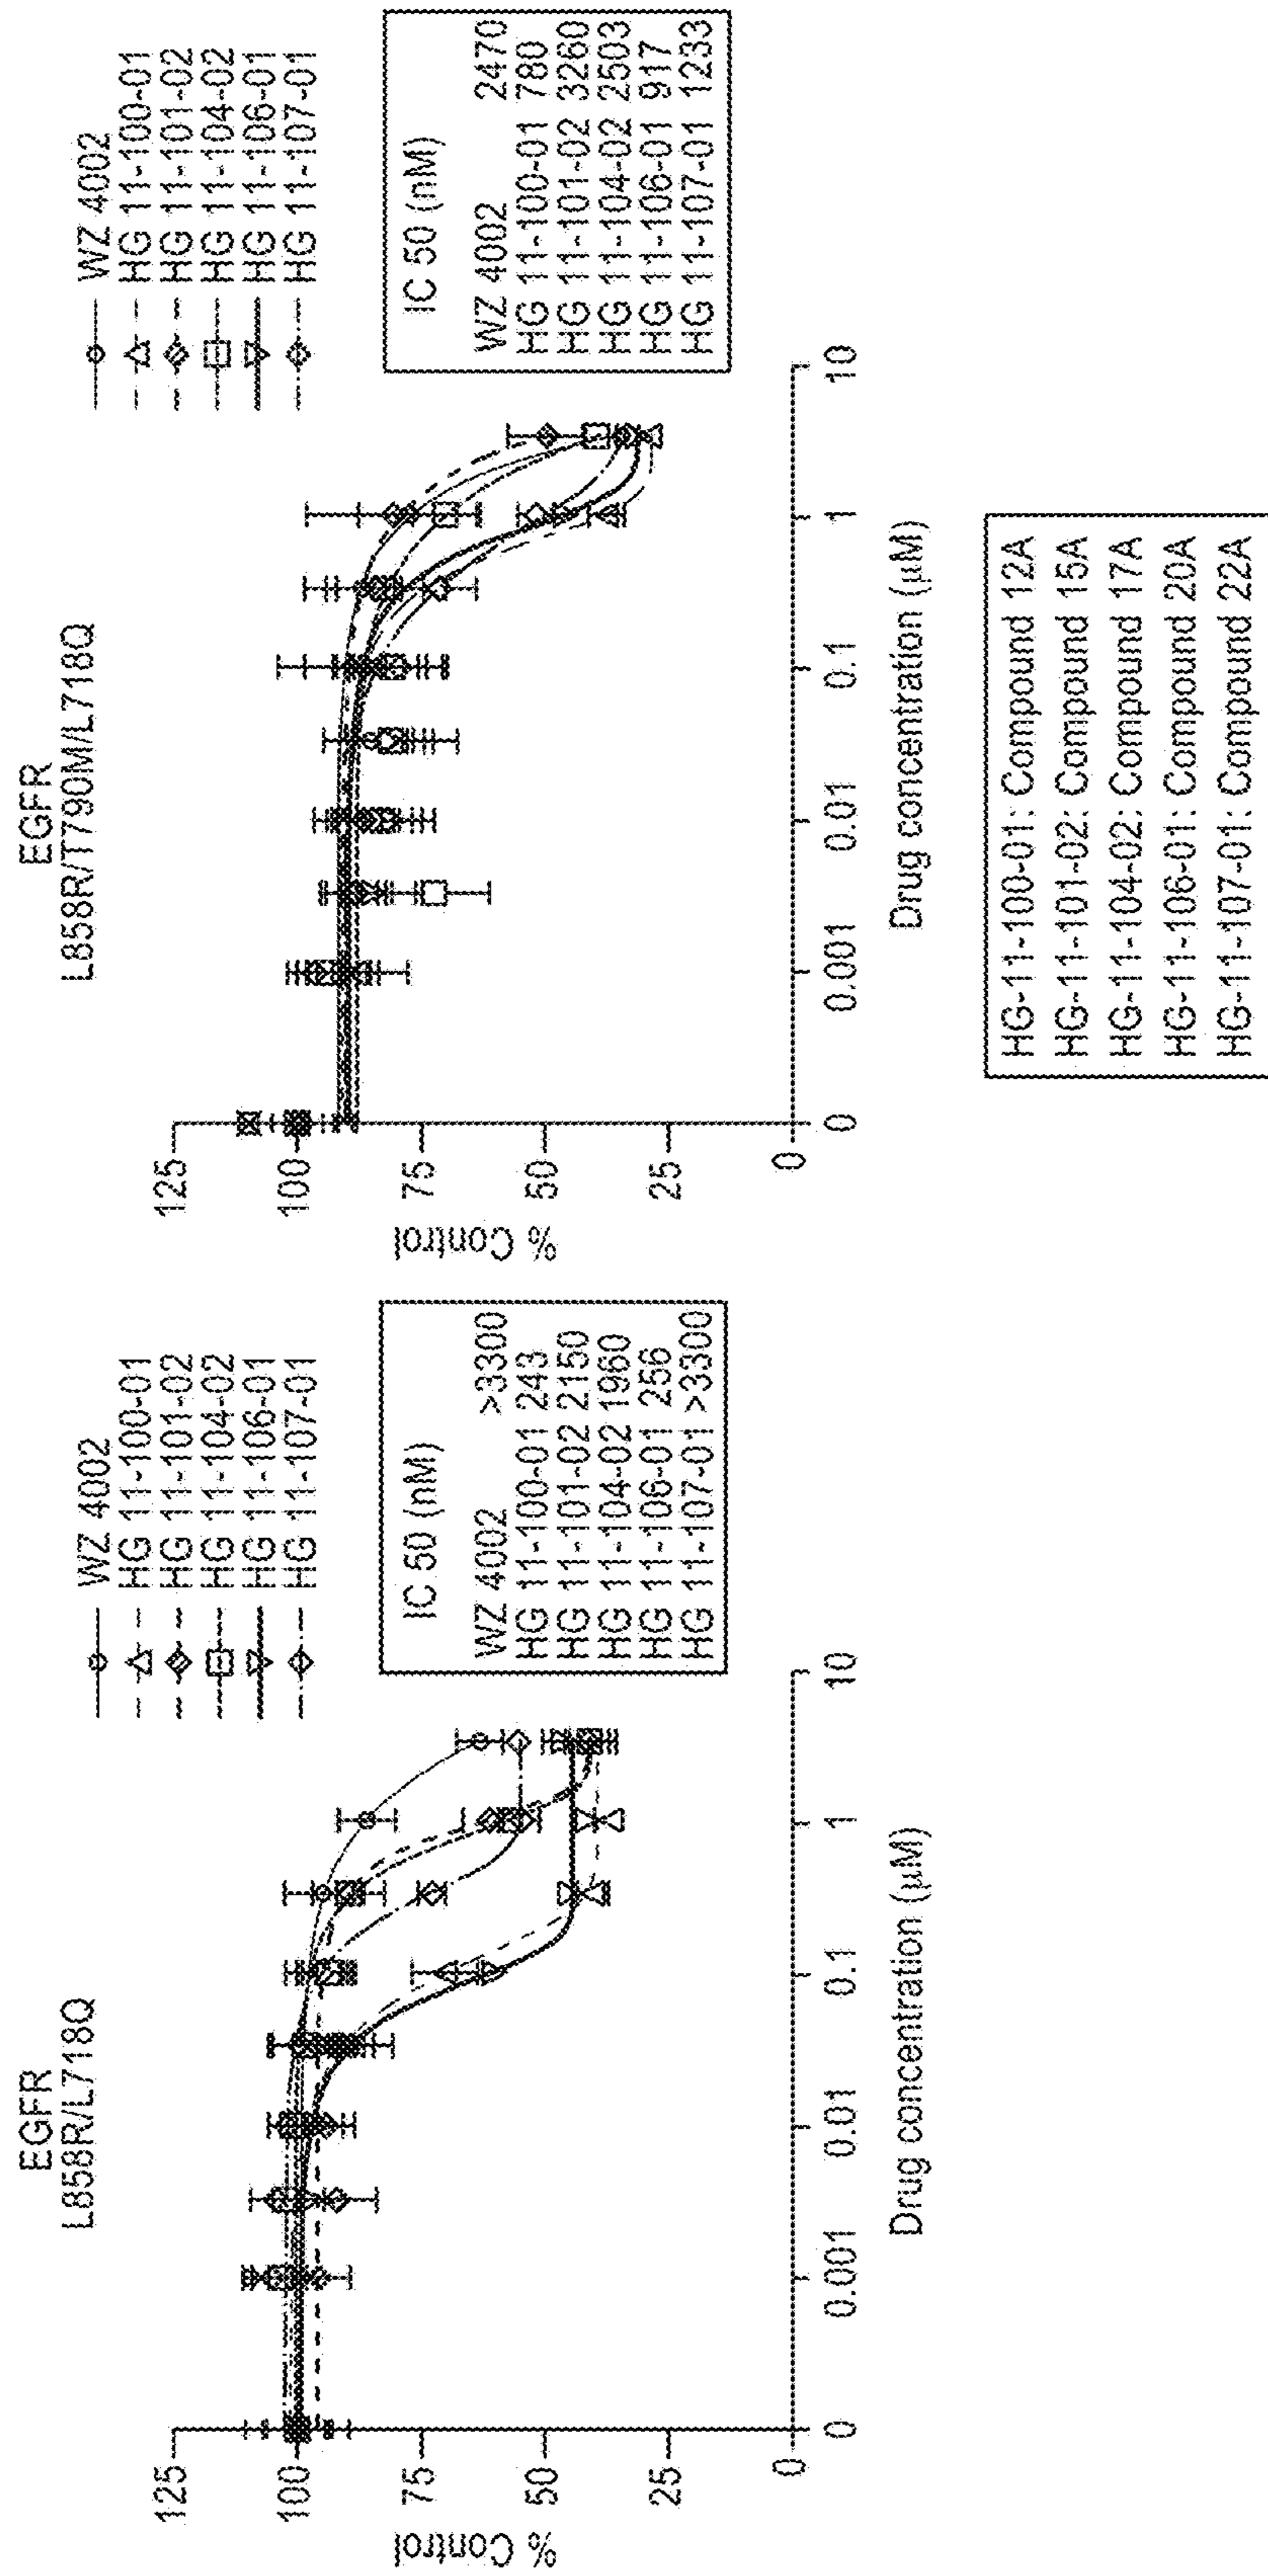 EGFR
L858R/L718Q
WZ 4002
HG 11-100-01
HG 11-101-02
HG 11-104-02
HG 11-106-01
HG 11-107-01
125
100
75
50
25
0
% Control
0
0.001
0.01
0.1
1
10
Drug concentration (µM)
IC 50 (nM)
WZ 4002 >3300
HG 11-100-01 243
HG 11-101-02 2150
HG 11-104-02 1960
HG 11-106-01 256
HG 11-107-01 >3300
EGFR
L858R/T790M/L718Q
WZ 4002
HG 11-100-01
HG 11-101-02
HG 11-104-02
HG 11-106-01
HG 11-107-01
125
100
75
50
25
0
% Control
0
0.001
0.01
0.1
1
10
Drug concentration (µM)
IC 50 (nM)
WZ 4002 2470
HG 11-100-01 780
HG 11-101-02 3260
HG 11-104-02 2503
HG 11-106-01 917
HG 11-107-01 1233
HG-11-100-01: Compound 12A
HG-11-101-02: Compound 15A
HG-11-104-02: Compound 17A
HG-11-106-01: Compound 20A
HG-11-107-01: Compound 22A